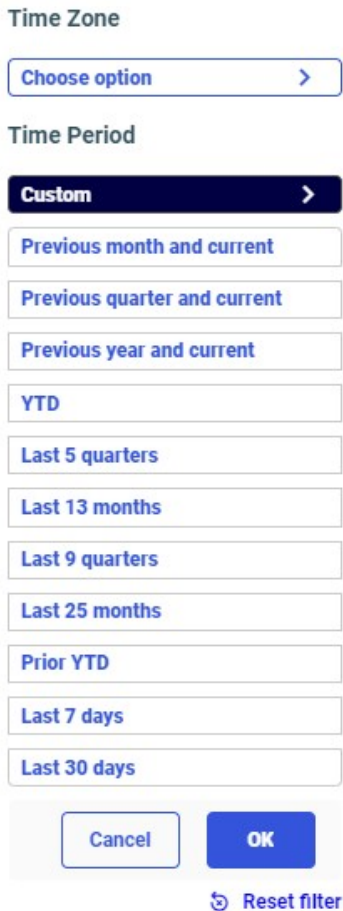 Time Zone
Choose option
Time Period
Custom
Previous month and current
Previous quarter and current
Previous year and current
YTD
Last 5 quarters
Last 13 months
Last 9 quarters
Last 25 months
Prior YTD
Last 7 days
Last 30 days
Cancel OK
Reset filter